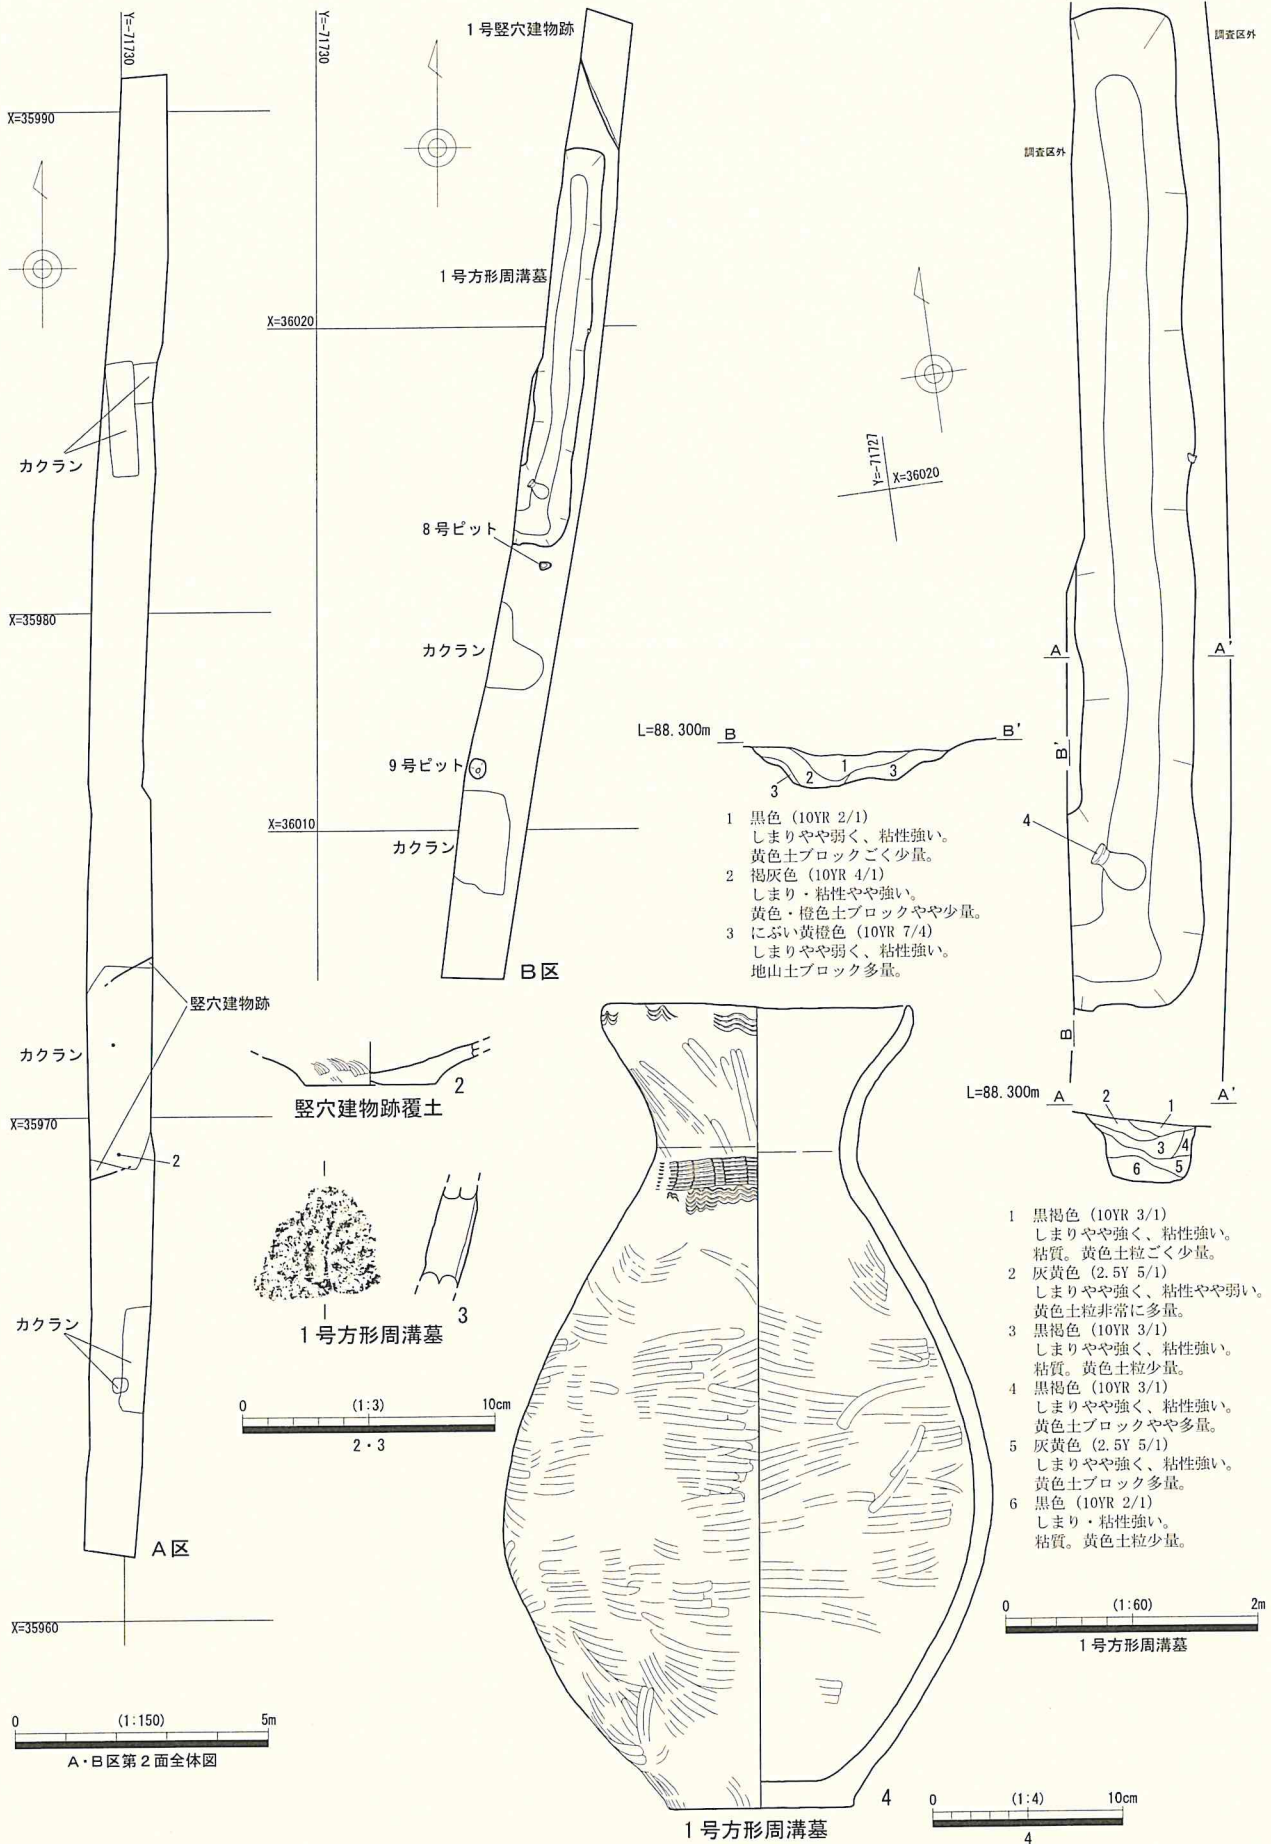 Y=-71730
X=35990
カクラン
X=35980
竪穴建物跡
カクラン
X=35970
2
カクラン
A区
X=35960
0 (1:150) 5m
A・B区第2面全体図
Y=-71730
1号竪穴建物跡
1号方形周溝墓
X=36020
8号ピット
カクラン
9号ピット
X=36010
カクラン
B区
2
竪穴建物跡覆土
3
1号方形周溝墓
0 (1:3) 10cm
2・3
調査区外
調査区外
Y=-71727
X=36020
A A'
B'
4
B
L=88.300m B B'
1
2 3
3
1 黒色 (10YR 2/1)
しまりやや弱く、粘性強い。
黄色土ブロックごく少量。
2 褐灰色 (10YR 4/1)
しまり・粘性やや強い。
黄色・橙色土ブロックやや少量。
3 にぶい黄橙色 (10YR 7/4)
しまりやや弱く、粘性強い。
地山土ブロック多量。
L=88.300m A A'
2 1
3 4
6 5
1 黒褐色 (10YR 3/1)
しまりやや強く、粘性強い。
粘質。黄色土粒ごく少量。
2 灰黄色 (2.5Y 5/1)
しまりやや強く、粘性やや弱い。
黄色土粒非常に多量。
3 黒褐色 (10YR 3/1)
しまりやや強く、粘性強い。
粘質。黄色土粒少量。
4 黒褐色 (10YR 3/1)
しまりやや強く、粘性強い。
黄色土ブロックやや多量。
5 灰黄色 (2.5Y 5/1)
しまりやや強く、粘性強い。
黄色土ブロック多量。
6 黒色 (10YR 2/1)
しまり・粘性強い。
粘質。黄色土粒少量。
0 (1:60) 2m
1号方形周溝墓
4
1号方形周溝墓
0 (1:4) 10cm
4